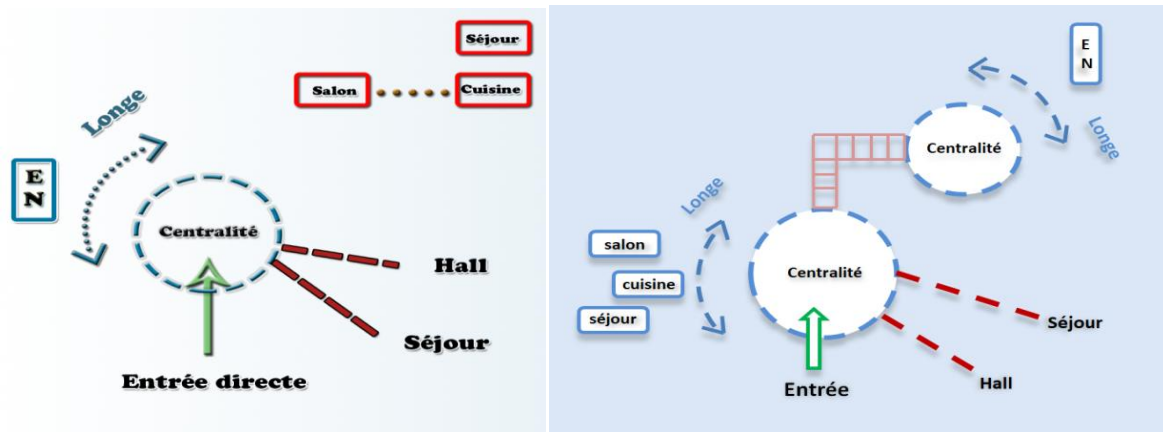 Séjour
Salon
Cuisine
Longe
E
N
Centralité
Hall
Séjour
Entrée directe
E
N
Longe
Centralité
Longe
salon
cuisine
séjour
Centralité
Séjour
Hall
Entrée